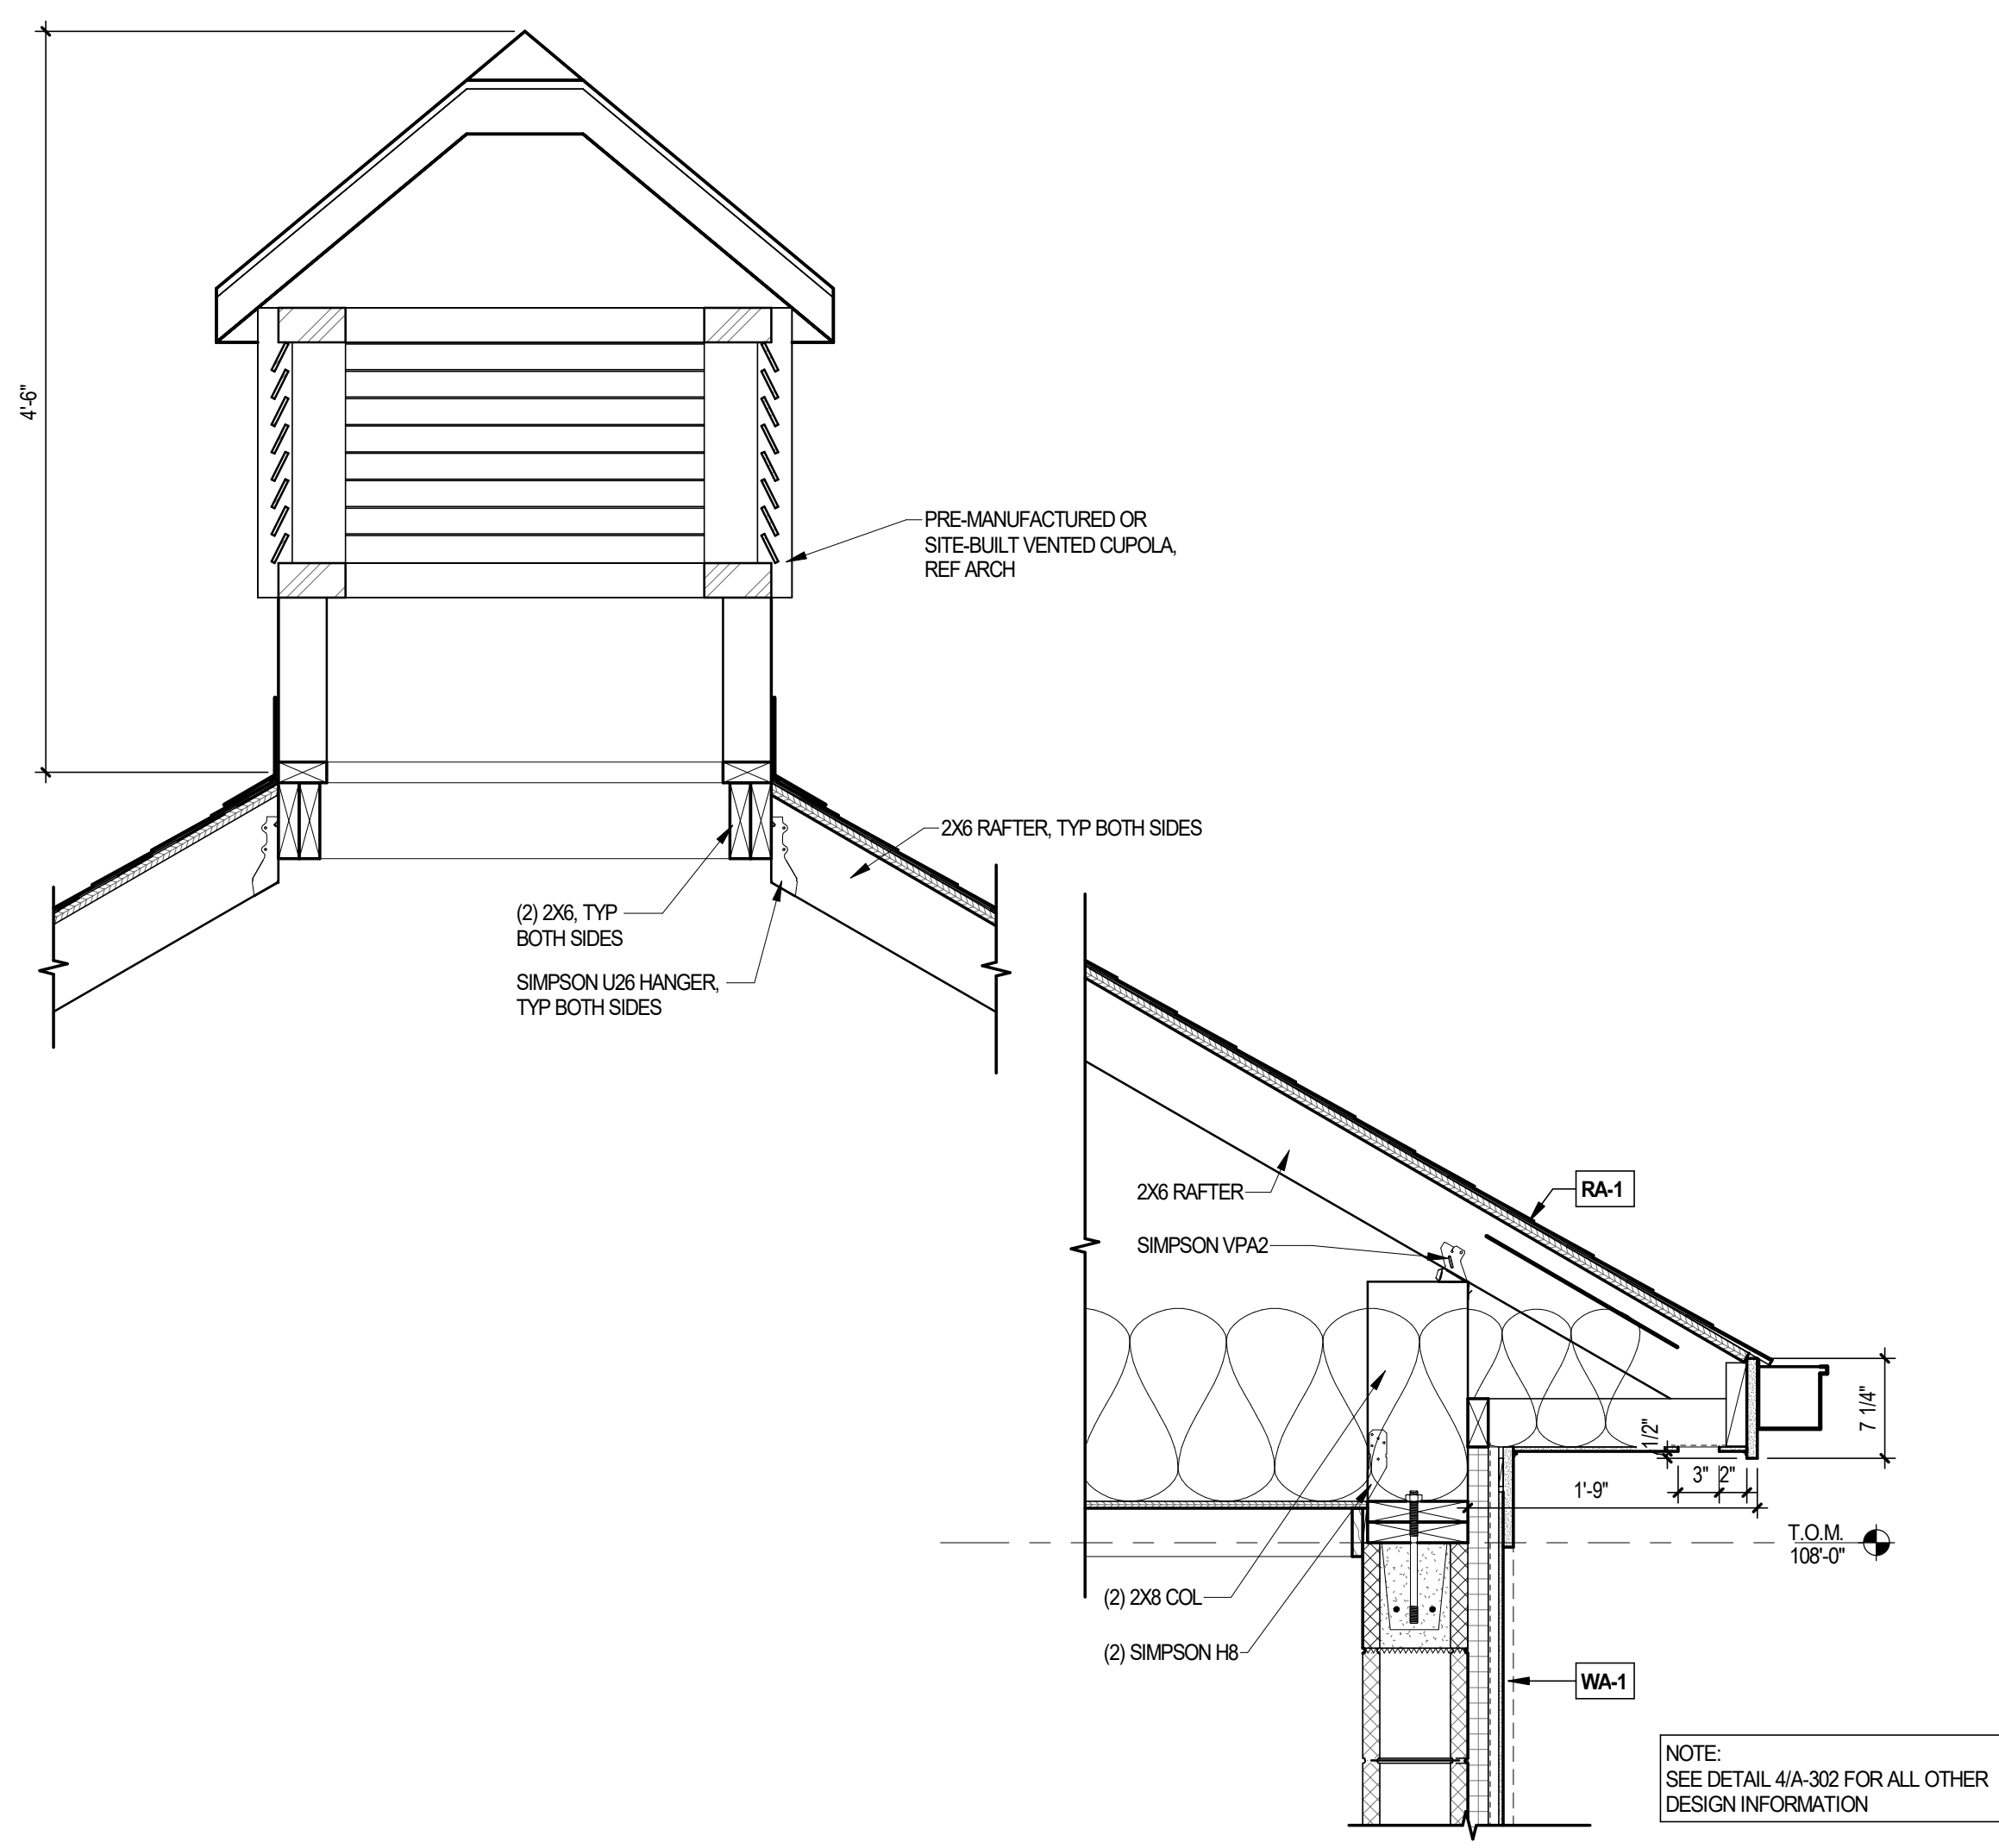 4'-6"
PRE-MANUFACTURED OR
SITE-BUILT VENTED CUPOLA,
REF ARCH
2X6 RAFTER, TYP BOTH SIDES
(2) 2X6, TYP
BOTH SIDES
SIMPSON U26 HANGER,
TYP BOTH SIDES
2X6 RAFTER
RA-1
SIMPSON VPA2
7 1/4"
1/2"
3" 2"
1'-9"
T.O.M.
108'-0"
(2) 2X8 COL
(2) SIMPSON H8
WA-1
NOTE:
SEE DETAIL 4/A-302 FOR ALL OTHER
DESIGN INFORMATION